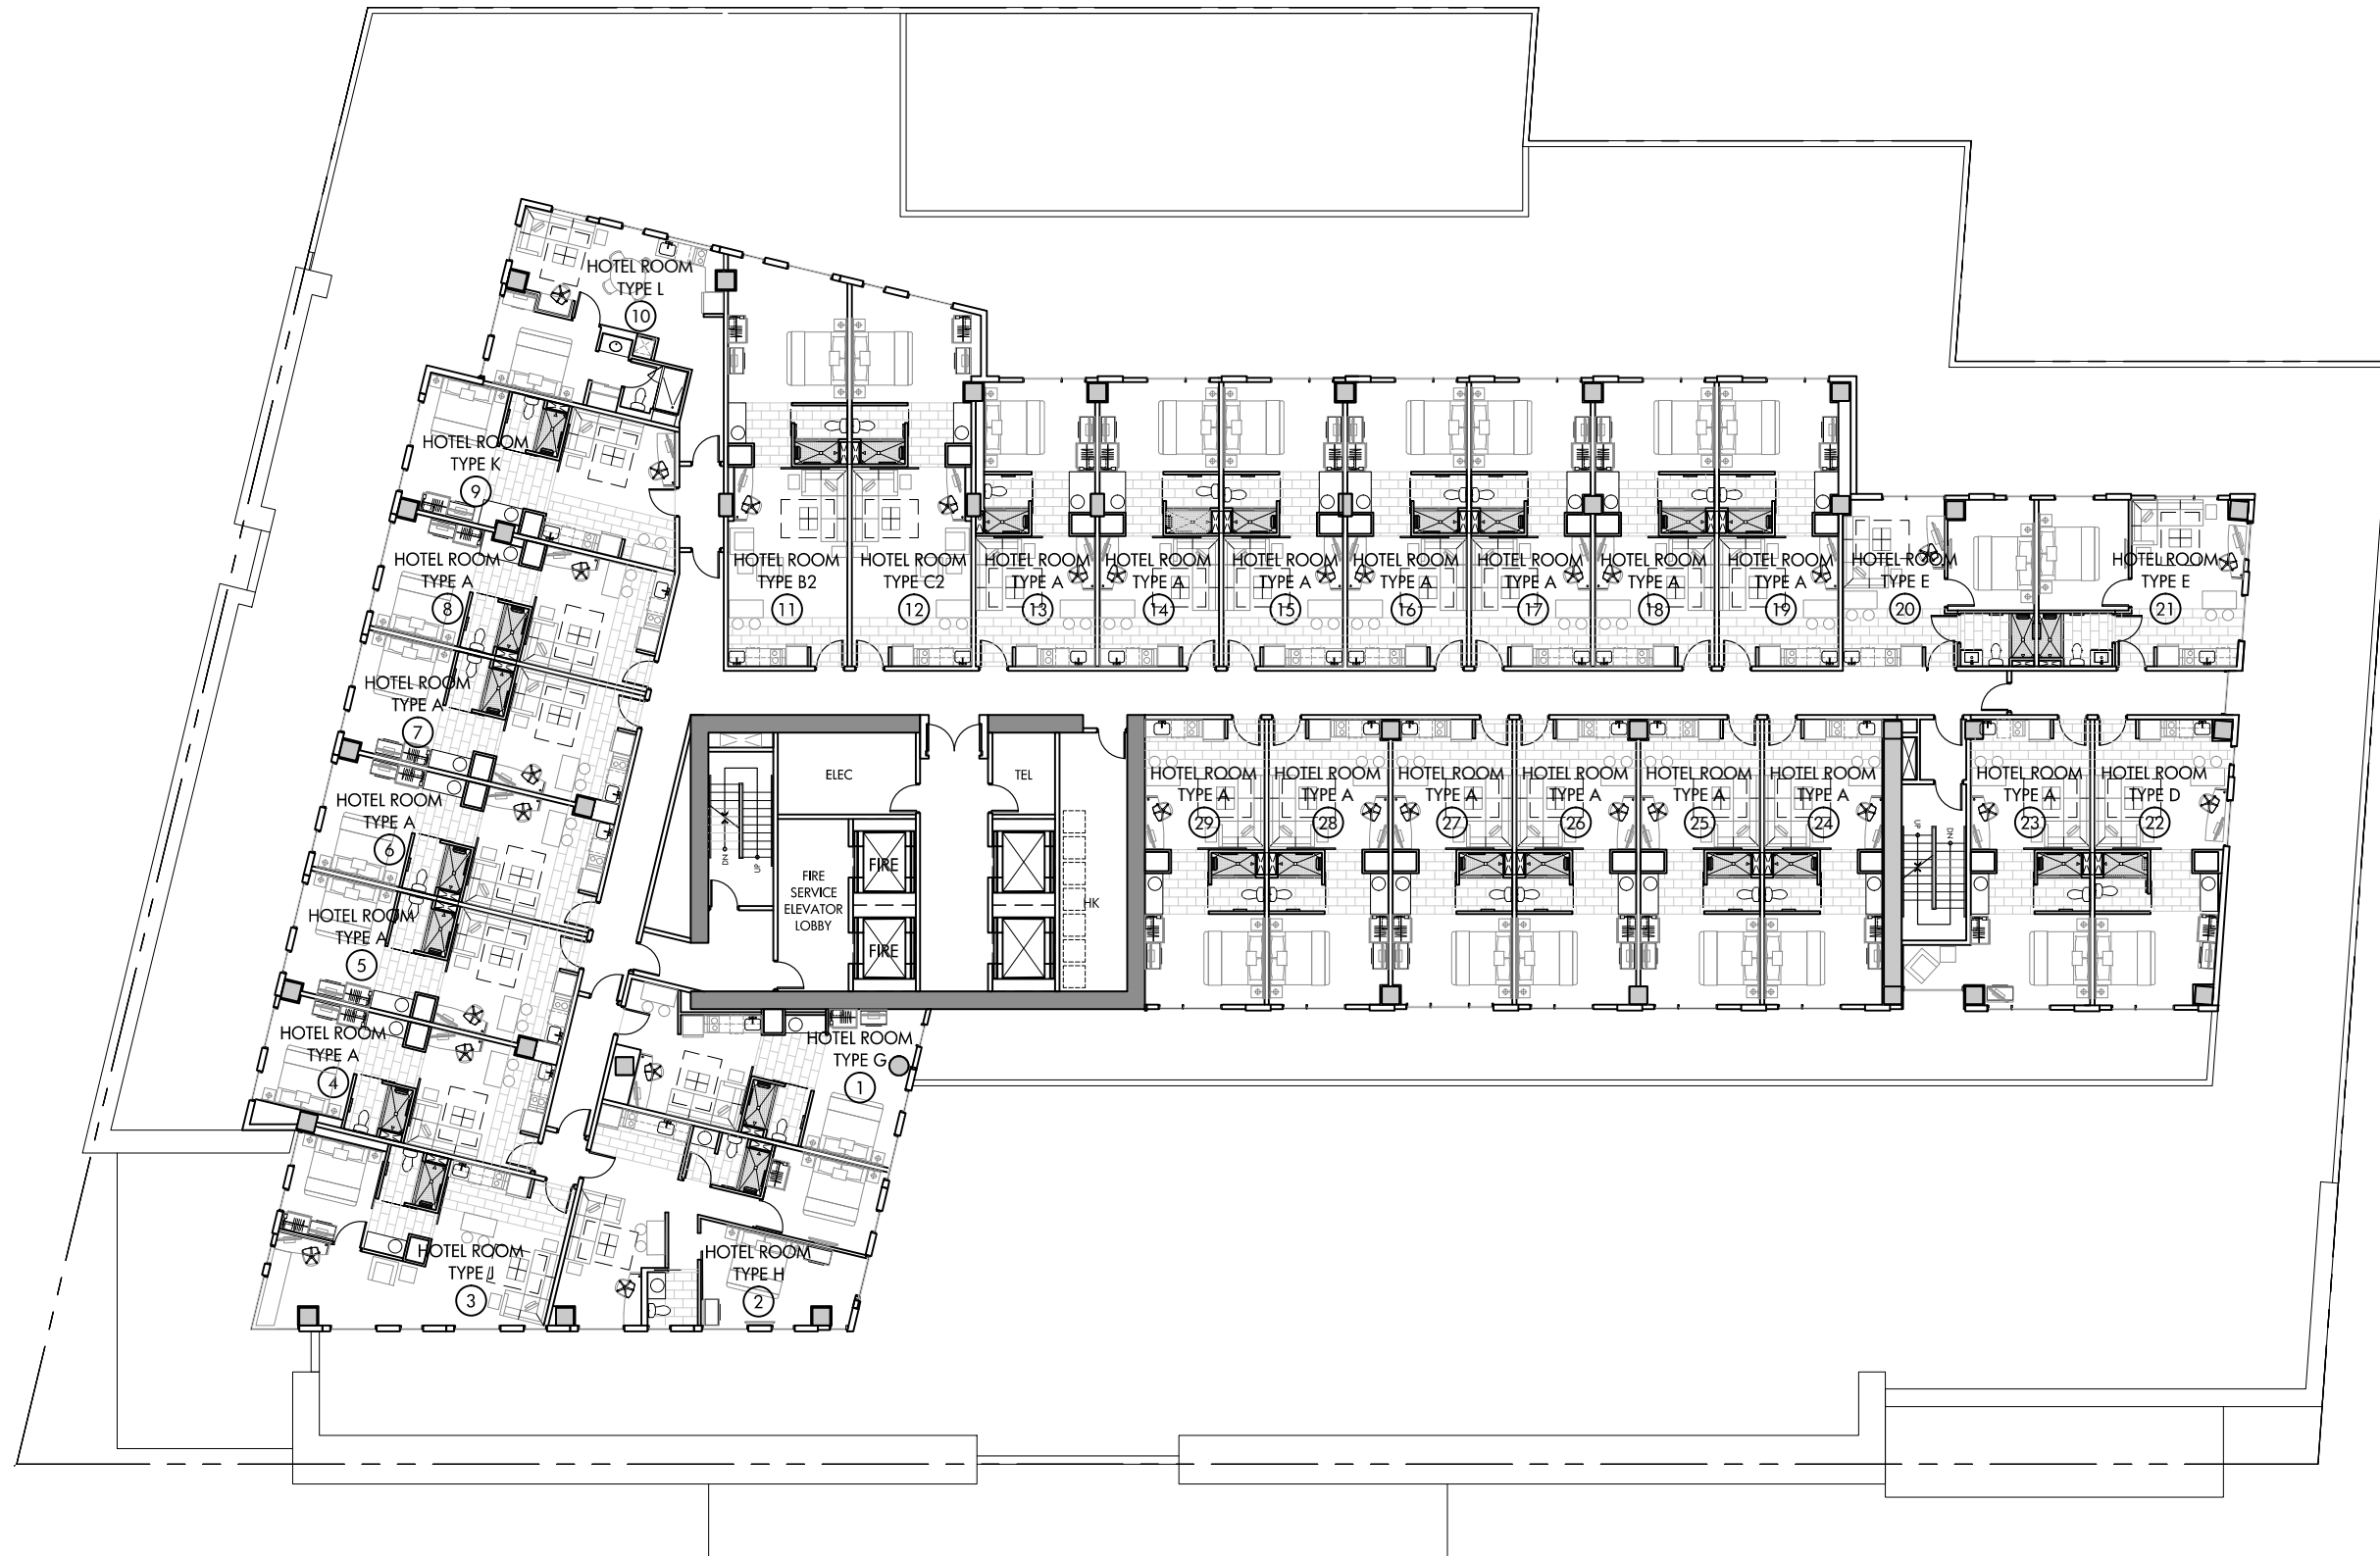 HOTEL ROOM
TYPE L
10
HOTEL ROOM
TYPE K
9
HOTEL ROOM
TYPE A
8
HOTEL ROOM
TYPE A
7
HOTEL ROOM
TYPE A
6
HOTEL ROOM
TYPE A
5
HOTEL ROOM
TYPE A
4
HOTEL ROOM
TYPE J
3
HOTEL ROOM
TYPE H
2
HOTEL ROOM
TYPE G
1
HOTEL ROOM
TYPE B2
11
HOTEL ROOM
TYPE C2
12
HOTEL ROOM
TYPE A
13
HOTEL ROOM
TYPE A
14
HOTEL ROOM
TYPE A
15
HOTEL ROOM
TYPE A
16
HOTEL ROOM
TYPE A
17
HOTEL ROOM
TYPE A
18
HOTEL ROOM
TYPE A
19
HOTEL ROOM
TYPE E
20
HOTEL ROOM
TYPE E
21
ELEC
TEL
DN
UP
FIRE
SERVICE
ELEVATOR
LOBBY
FIRE
FIRE
HK
HOTEL ROOM
TYPE A
29
HOTEL ROOM
TYPE A
28
HOTEL ROOM
TYPE A
27
HOTEL ROOM
TYPE A
26
HOTEL ROOM
TYPE A
25
HOTEL ROOM
TYPE A
24
UP
DN
HOTEL ROOM
TYPE A
23
HOTEL ROOM
TYPE D
22